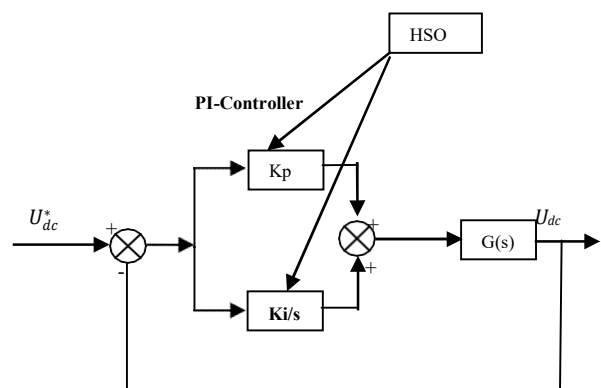 HSO
PI-Controller
Kp
U*dc
+
-
+
+
G(s)
Udc
Ki/s